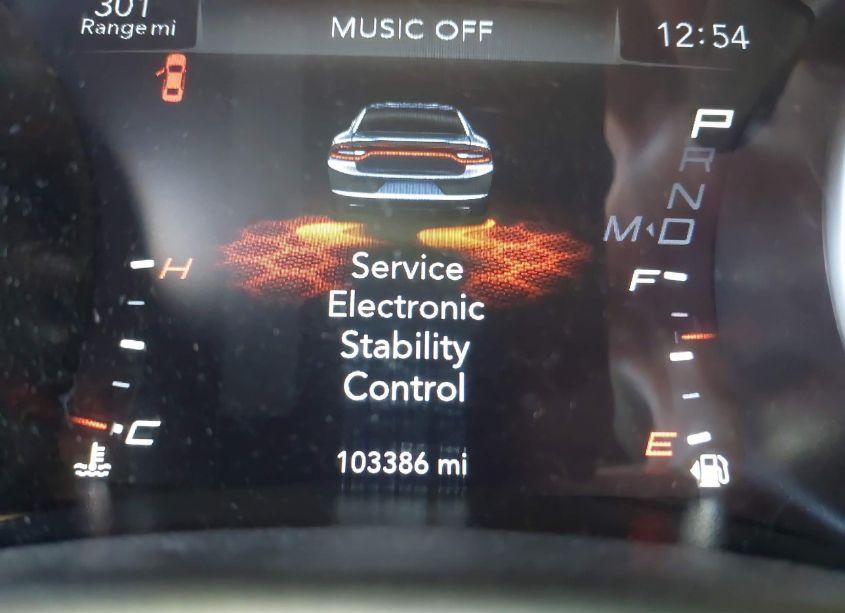 301
Range mi
MUSIC OFF
12:54
P
R
N
M◂D
H
F
Service
Electronic
Stability
Control
C
E
103386 mi